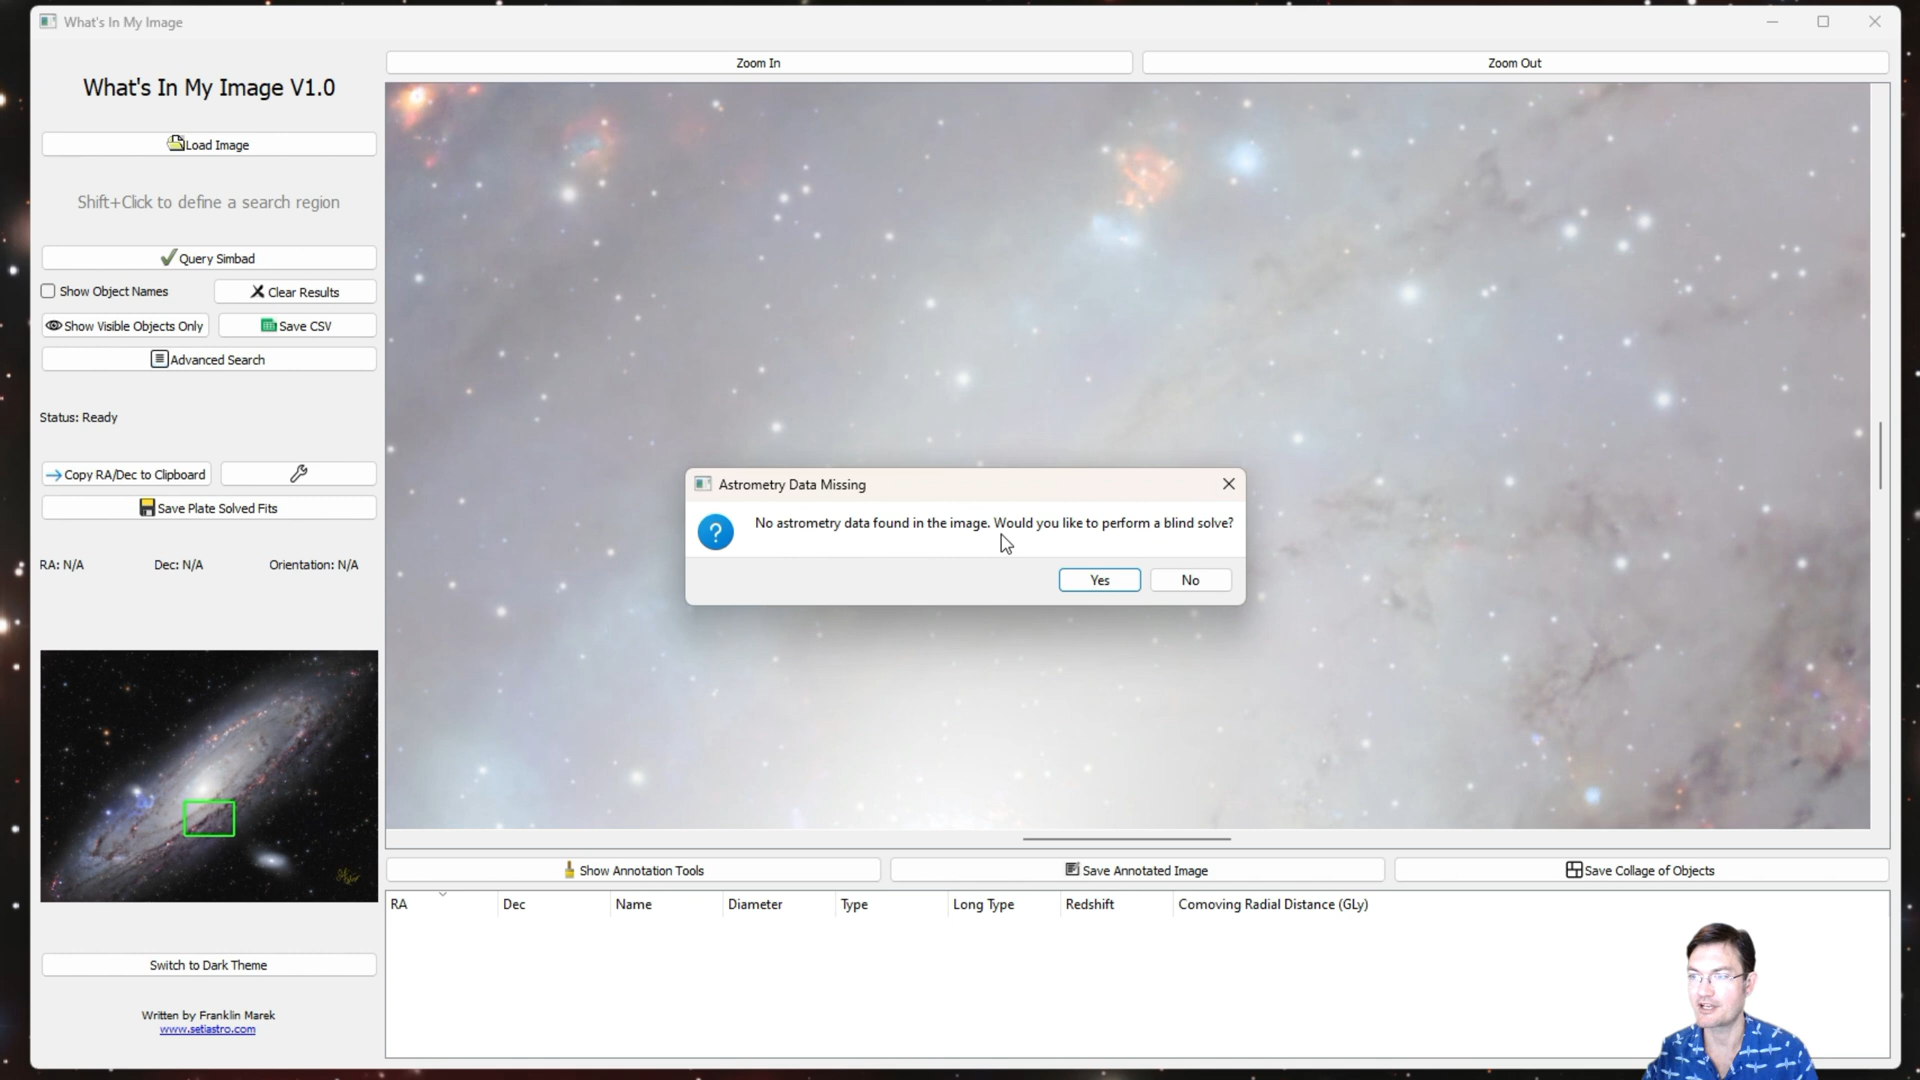 What's In My Image
What's In My Image V1.0
Load Image
Shift+Click to define a search region
Query Simbad
Show Object Names
Clear Results
Show Visible Objects Only
Save CSV
Advanced Search
Status: Ready
Copy RA/Dec to Clipboard
Save Plate Solved Fits
RA: N/A
Dec: N/A
Orientation: N/A
Switch to Dark Theme
Written by Franklin Marek
www.setiastro.com
Zoom In
Zoom Out
Astrometry Data Missing
No astrometry data found in the image. Would you like to perform a blind solve?
Yes
No
Show Annotation Tools
Save Annotated Image
Save Collage of Objects
RA
Dec
Name
Diameter
Type
Long Type
Redshift
Comoving Radial Distance (GLy)